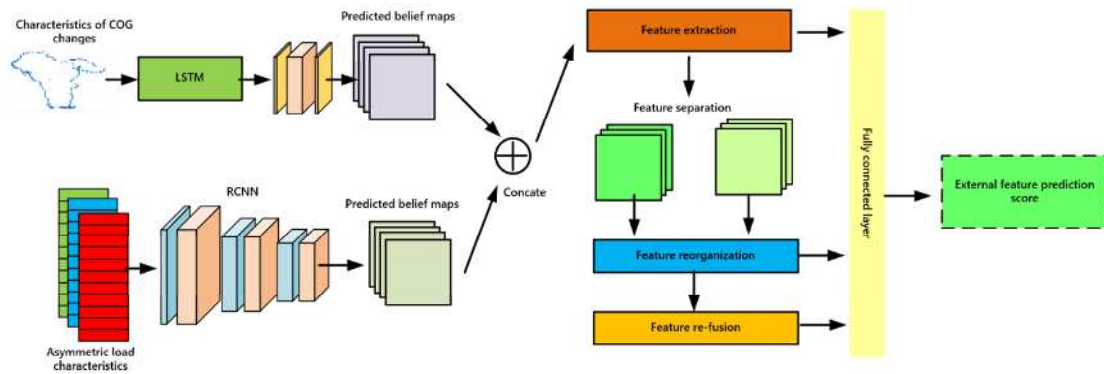 Characteristics of COG
changes
LSTM
Predicted belief maps
RCNN
Predicted belief maps
Asymmetric load
characteristics
Concate
Feature extraction
Feature separation
Feature reorganization
Feature re-fusion
Fully connected layer
External feature prediction
score